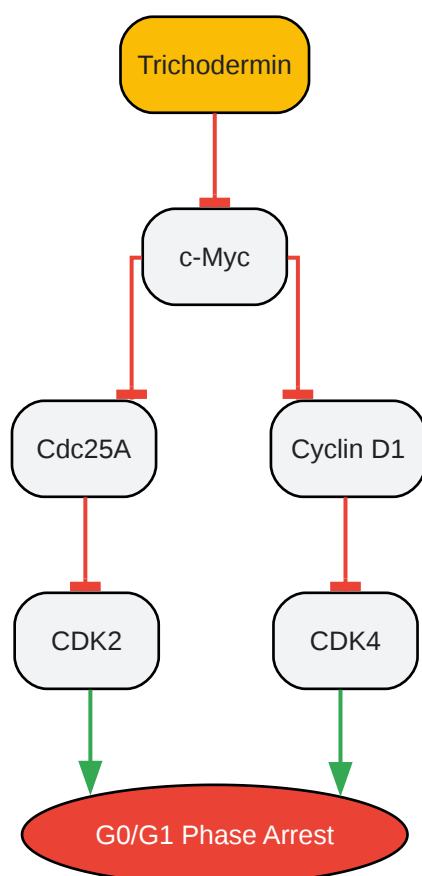 Trichodermin
c-Myc
Cdc25A
Cyclin D1
CDK2
CDK4
G0/G1 Phase Arrest